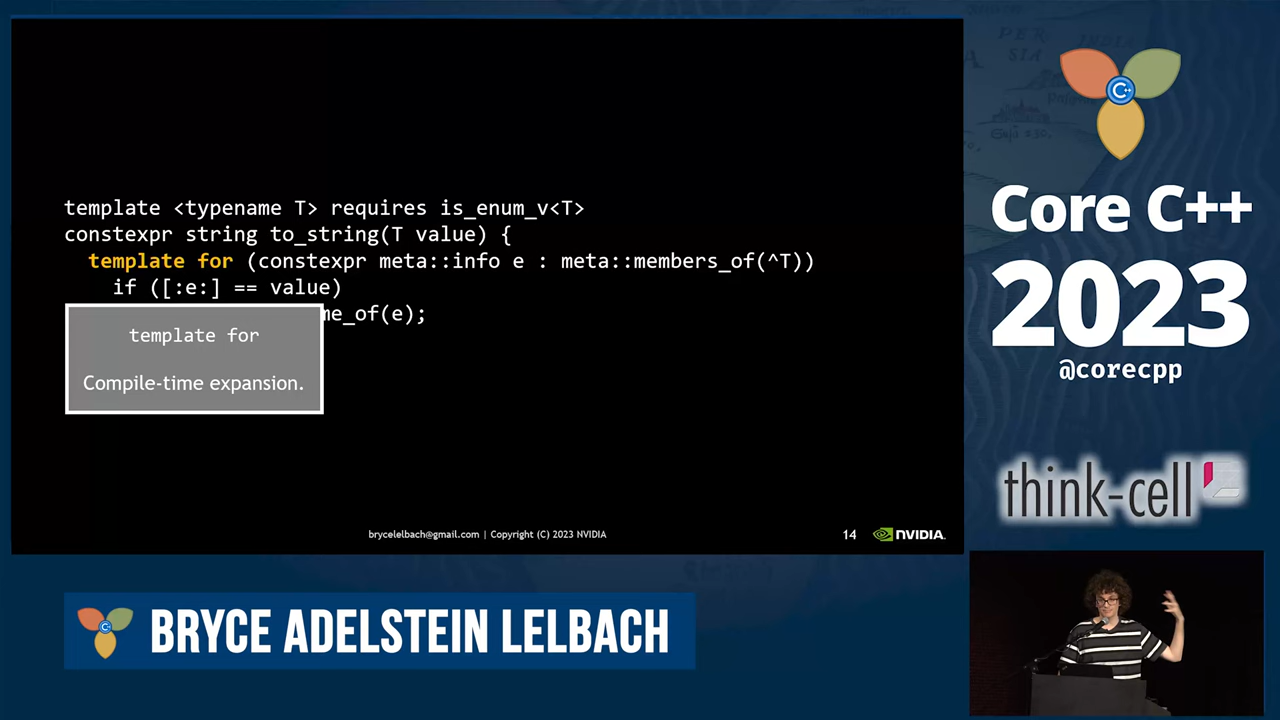 template <typename T> requires is_enum_v<T>
constexpr string to_string(T value) {
template for (constexpr meta::info e : meta::members_of(^T))
if ([:e:] == value)
me_of(e);
template for
Compile-time expansion.
brycelelbach@gmail.com | Copyright (C) 2023 NVIDIA
14
NVIDIA.
C++
Core C++
2023
@corecpp
think-cell
BRYCE ADELSTEIN LELBACH